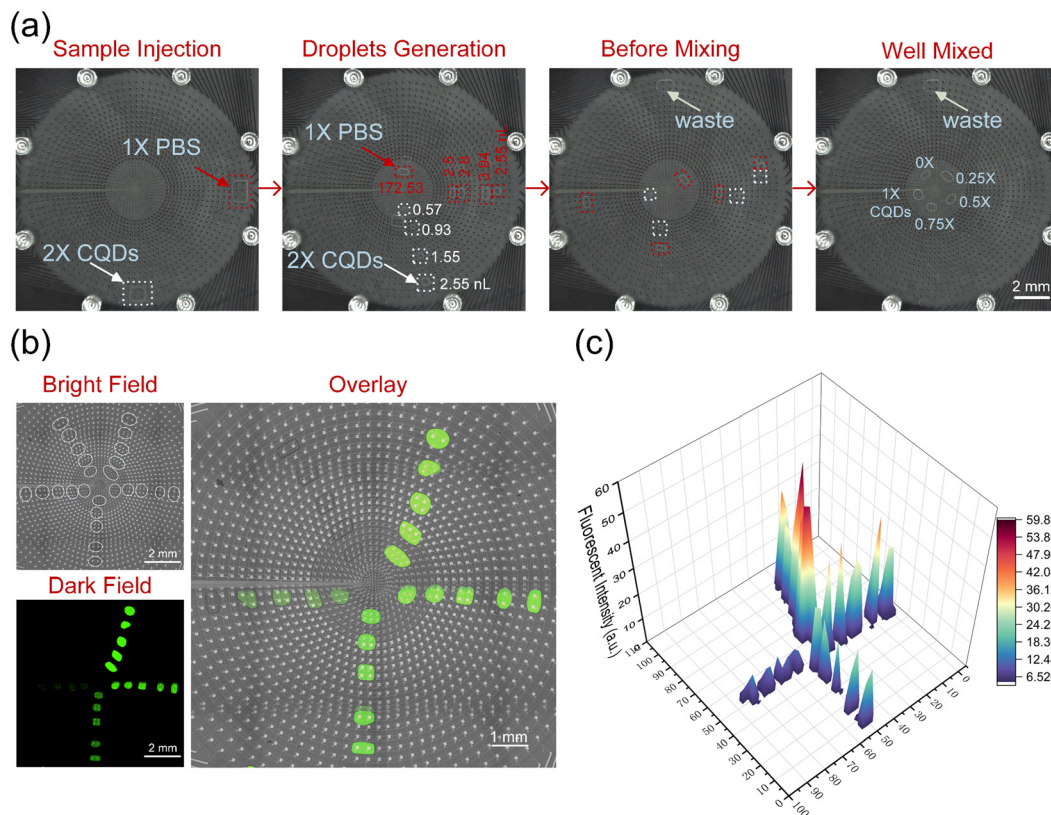 (a)
Sample Injection
Droplets Generation
Before Mixing
Well Mixed
1X PBS
2X CQDs
1X PBS
172.53
2.5
2.8
3.94
2.55 nL
0.57
0.93
1.55
2X CQDs
2.55 nL
waste
waste
0X
0.25X
1X
CQDs
0.5X
0.75X
2 mm
(b)
Bright Field
2 mm
Dark Field
2 mm
Overlay
1 mm
(c)
Fluorescent Intensity (a.u.)
60
50
40
30
20
10
0
110
100
90
80
70
60
50
40
30
20
10
0
100
90
80
70
60
50
40
30
20
10
0
59.8
53.8
47.9
42.0
36.1
30.2
24.2
18.3
12.4
6.520